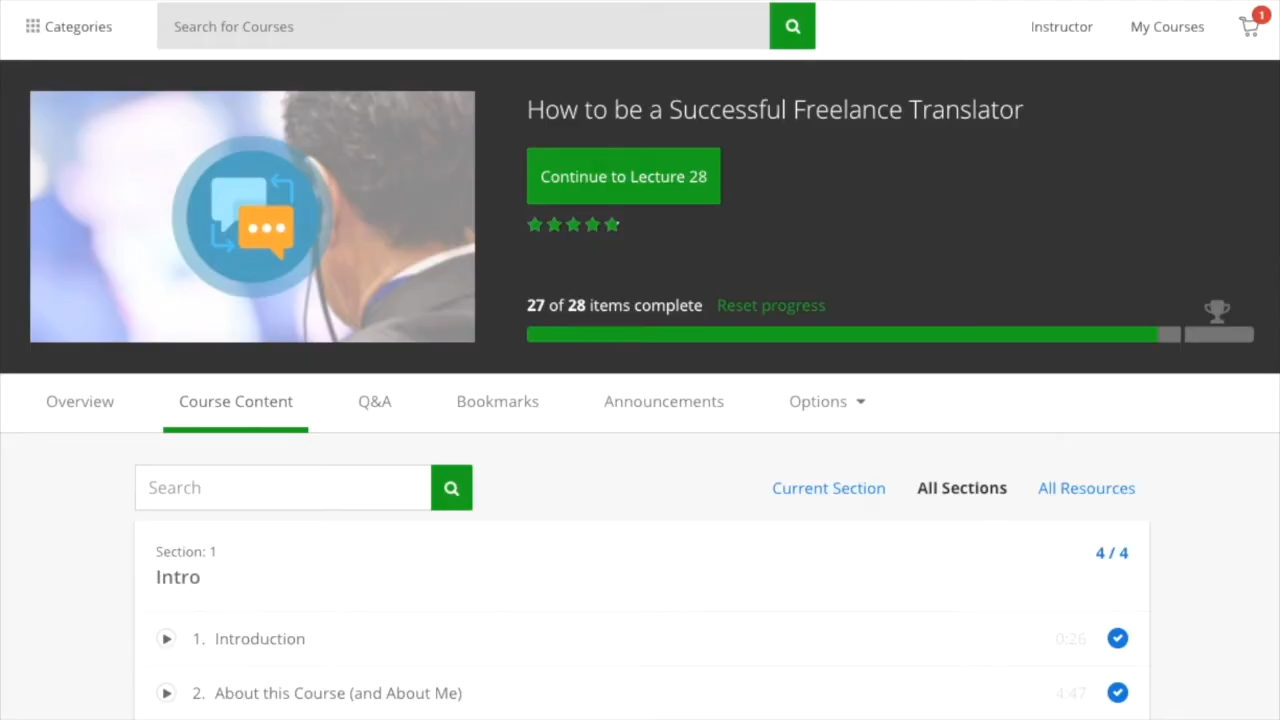 Categories
Search for Courses
Instructor
My Courses
1
How to be a Successful Freelance Translator
Continue to Lecture 28
27 of 28 items complete Reset progress
Overview
Course Content
Q&A
Bookmarks
Announcements
Options
Search
Current Section
All Sections
All Resources
Section: 1
4 / 4
Intro
1. Introduction
0:26
2. About this Course (and About Me)
4:47